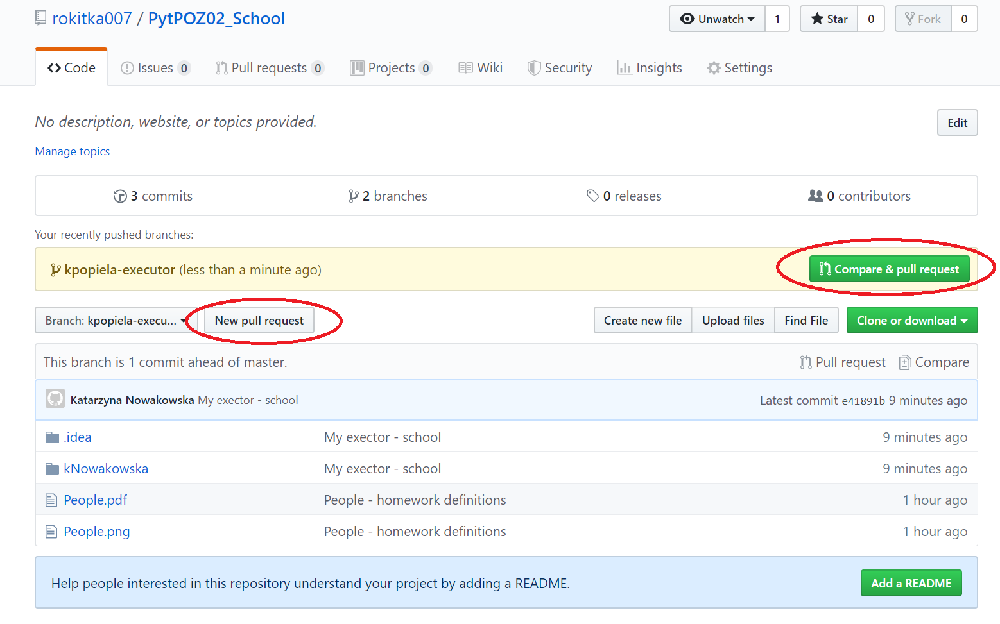 rokitka007 / PytPOZ02_School
Unwatch 1 Star 0 Fork 0
Code Issues 0 Pull requests 0 Projects 0 Wiki Security Insights Settings
No description, website, or topics provided. Edit
Manage topics
3 commits 2 branches 0 releases 0 contributors
Your recently pushed branches:
kpopiela-executor (less than a minute ago) Compare & pull request
Branch: kpopiela-execu... New pull request Create new file Upload files Find File Clone or download
This branch is 1 commit ahead of master. Pull request Compare
Katarzyna Nowakowska My exector - school Latest commit e41891b 9 minutes ago
.idea My exector - school 9 minutes ago
kNowakowska My exector - school 9 minutes ago
People.pdf People - homework definitions 1 hour ago
People.png People - homework definitions 1 hour ago
Help people interested in this repository understand your project by adding a README. Add a README